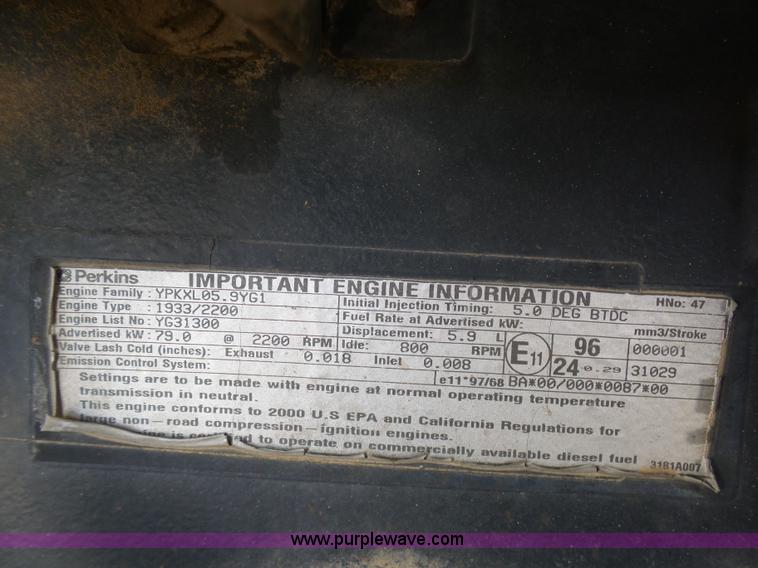 Perkins IMPORTANT ENGINE INFORMATION HNo: 47
Engine Family : YPKXL05.9YG1
Engine Type : 1933/2200
Engine List No : YG31300
Advertised kW : 79.0 @ 2200 RPM
Valve Lash Cold (inches): Exhaust 0.018 Inlet 0.008
Emission Control System:
Initial Injection Timing: 5.0 DEG BTDC
Fuel Rate at Advertised kW: mm3/Stroke
Displacement: 5.9 L
Idle: 800 RPM
E11
96 000001
24 0.29 31029
e11*97/68 BA*00/000*0087*00
Settings are to be made with engine at normal operating temperature
transmission in neutral.
This engine conforms to 2000 U.S EPA and California Regulations for
large non-road compression-ignition engines.
is to operate on commercially available diesel fuel
3181A097
www.purplewave.com